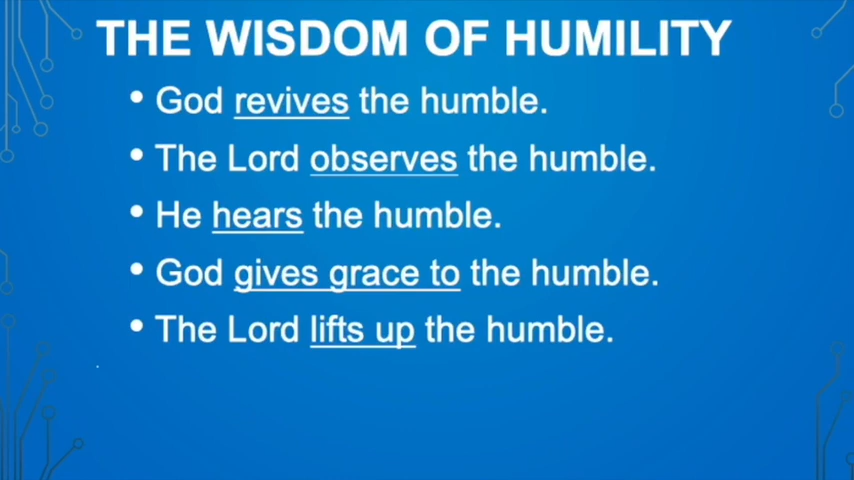 THE WISDOM OF HUMILITY
• God revives the humble.
• The Lord observes the humble.
• He hears the humble.
• God gives grace to the humble.
• The Lord lifts up the humble.